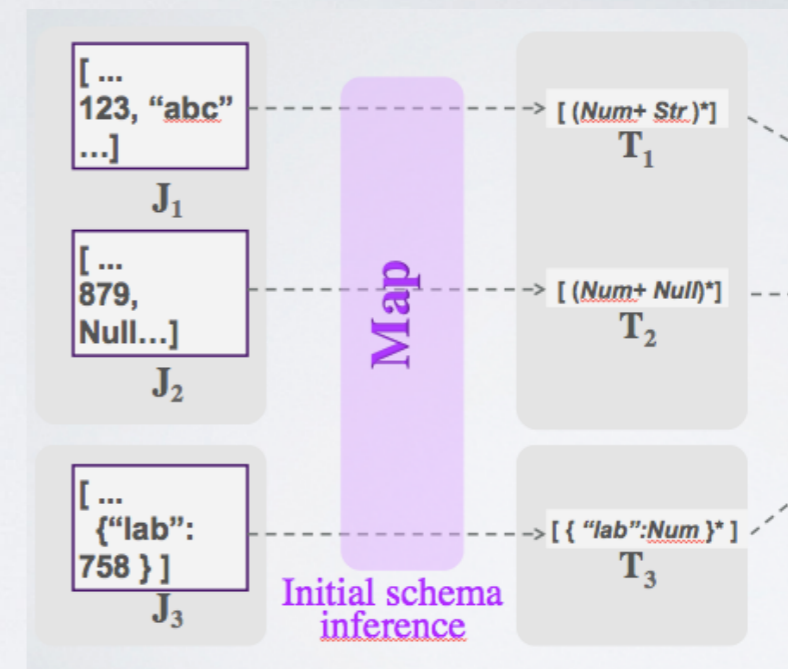 [ ...
123, “abc”
...]
J1
[ ...
879,
Null...]
J2
[ ...
{“lab”:
758 } ]
J3
Map
Initial schema
inference
[ (Num+ Str )*]
T1
[ (Num+ Null)*]
T2
[ { “lab”:Num }* ]
T3